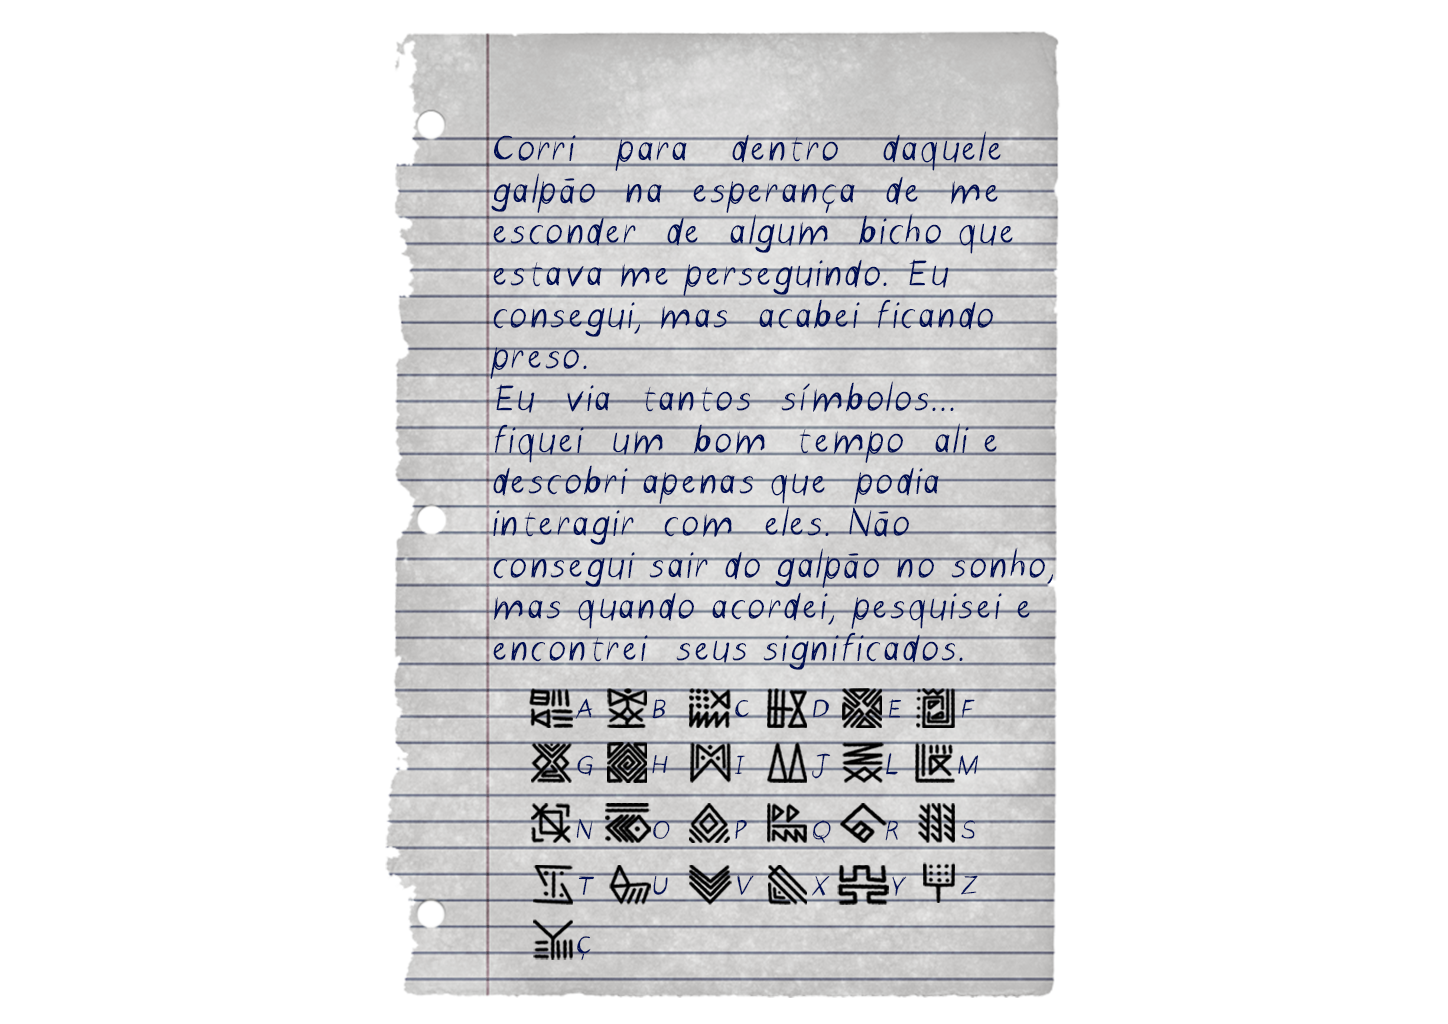 Corri para dentro daquele
galpão na esperança de me
esconder de algum bicho que
estava me perseguindo. Eu
consegui, mas acabei ficando
preso.
Eu via tantos símbolos...
fiquei um bom tempo ali e
descobri apenas que podia
interagir com eles. Não
consegui sair do galpão no sonho,
mas quando acordei, pesquisei e
encontrei seus significados.
A B C D E F
G H I J L M
N O P Q R S
T U V X Y Z
Ç